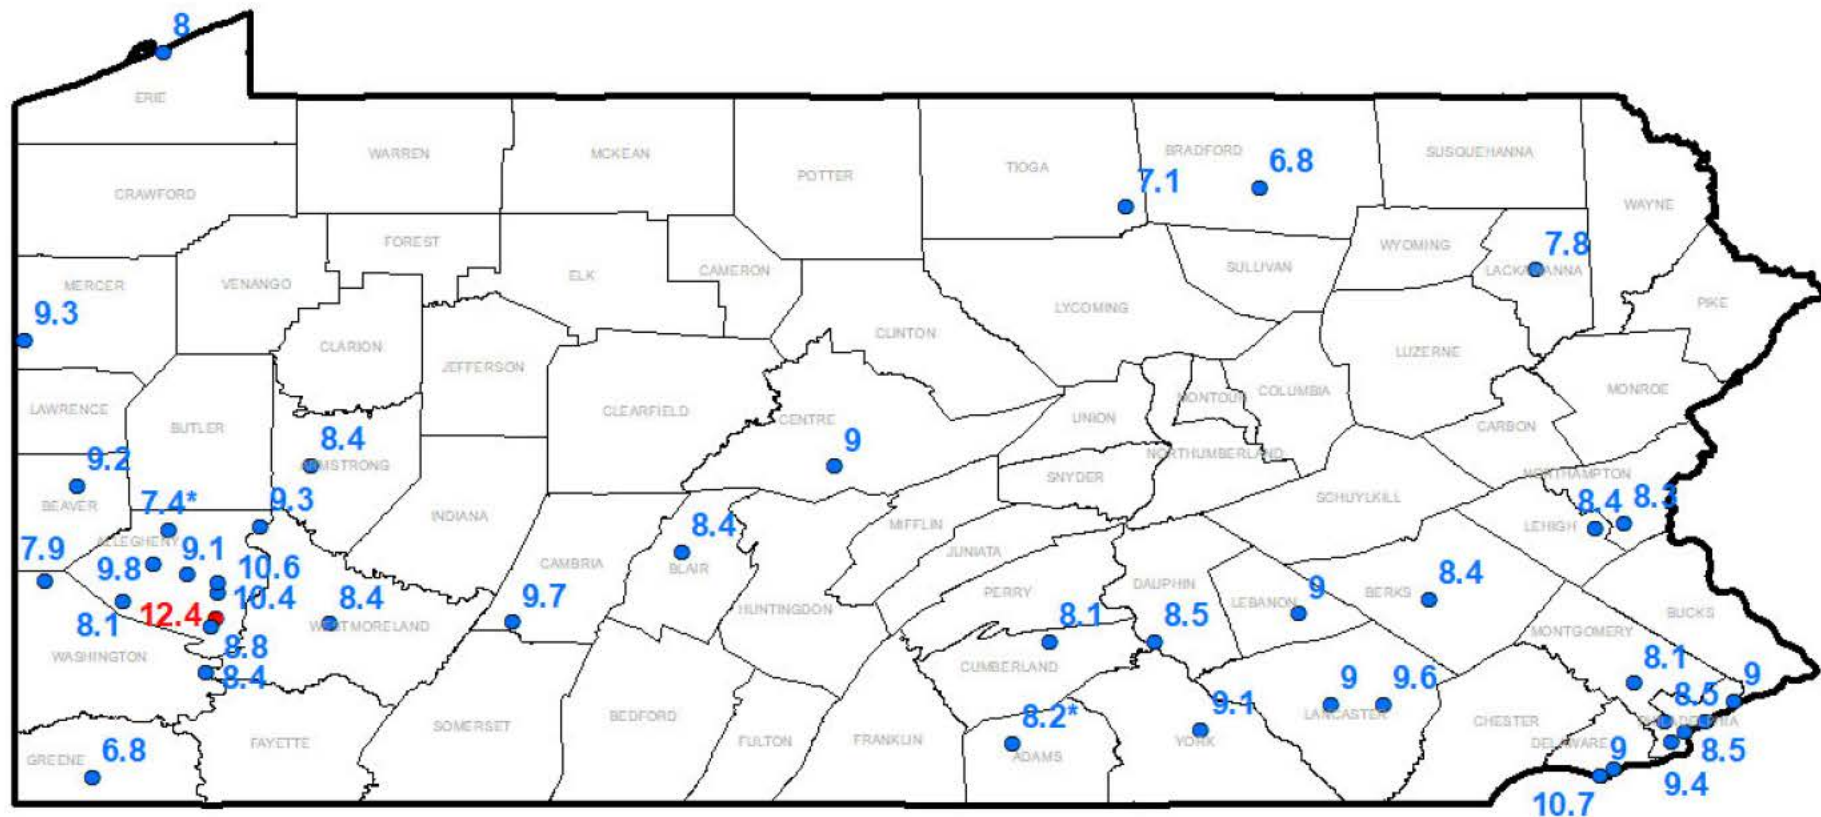 8
ERIE
WARREN
MCKEAN
POTTER
TIOGA
BRADFORD
6.8
SUSQUEHANNA
CRAWFORD
7.1
WAYNE
FOREST
WYOMING
7.8
MERCER
VENANGO
ELK
CAMERON
SULLIVAN
LACKAWANNA
9.3
LYCOMING
PIKE
CLARION
CLINTON
LUZERNE
JEFFERSON
LAWRENCE
CLEARFIELD
COLUMBIA
MONROE
BUTLER
CENTRE
UNION
MONTOUR
CARBON
8.4
9
9.2
ARMSTRONG
SNYDER
NORTHUMBERLAND
NORTHAMPTON
BEAVER
7.4*
9.3
INDIANA
SCHUYLKILL
8.4
8.3
ALLEGHENY
8.4
MIFFLIN
LEHIGH
7.9
9.8
9.1
10.6
CAMBRIA
BLAIR
JUNIATA
10.4
8.4
9.7
HUNTINGDON
PERRY
DAUPHIN
LEBANON
9
BERKS
8.4
8.1
12.4
WESTMORELAND
8.1
8.5
BUCKS
MONTGOMERY
WASHINGTON
8.8
8.4
CUMBERLAND
8.1
9
SOMERSET
BEDFORD
8.2*
9.1
9
9.6
LANCASTER
CHESTER
8.5
PHILADELPHIA
GREENE
6.8
FAYETTE
FULTON
FRANKLIN
ADAMS
YORK
DELAWARE
9
8.5
9.4
10.7